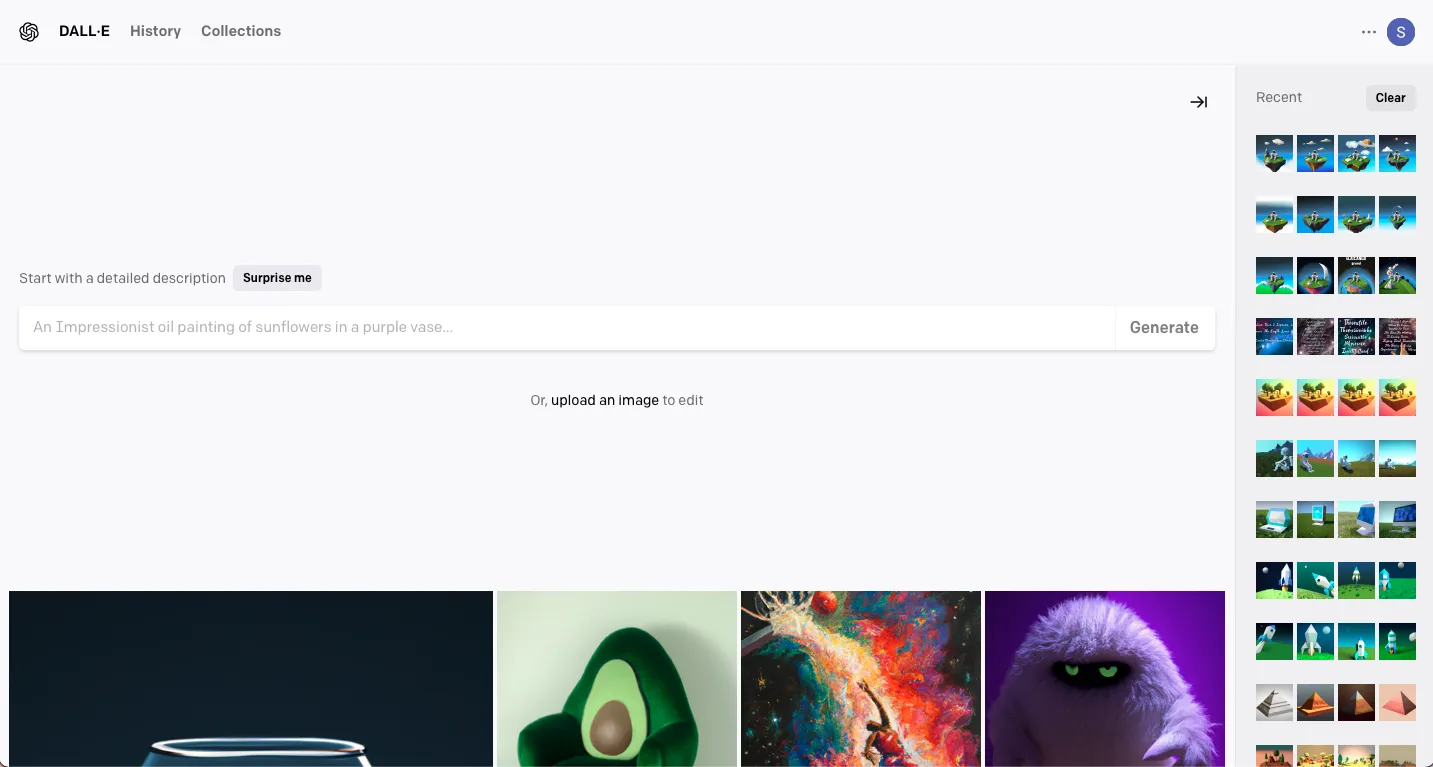 DALL·E History Collections ··· S
Recent Clear
Start with a detailed description Surprise me
An Impressionist oil painting of sunflowers in a purple vase... Generate
Or, upload an image to edit